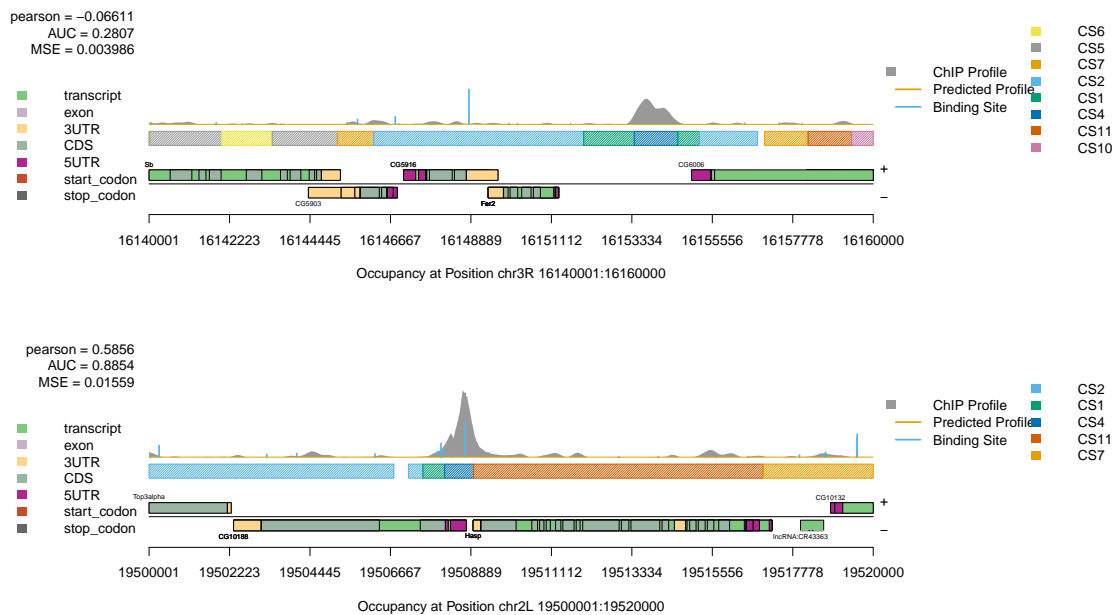 pearson = −0.06611
AUC = 0.2807
MSE = 0.003986
transcript
exon
3UTR
CDS
5UTR
start_codon
stop_codon
ChIP Profile
Predicted Profile
Binding Site
CS6
CS5
CS7
CS2
CS1
CS4
CS11
CS10
Sb
CG5916
CG6006
CG5903
Fer2
+
−
16140001 16142223 16144445 16146667 16148889 16151112 16153334 16155556 16157778 16160000
Occupancy at Position chr3R 16140001:16160000
pearson = 0.5856
AUC = 0.8854
MSE = 0.01559
transcript
exon
3UTR
CDS
5UTR
start_codon
stop_codon
ChIP Profile
Predicted Profile
Binding Site
CS2
CS1
CS4
CS11
CS7
Top3alpha
CG10132
CG10188
Hasp
lncRNA:CR43363
+
−
19500001 19502223 19504445 19506667 19508889 19511112 19513334 19515556 19517778 19520000
Occupancy at Position chr2L 19500001:19520000